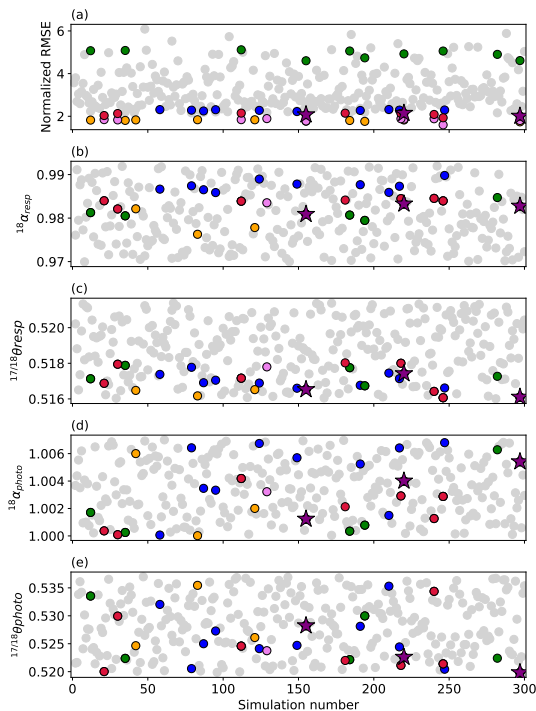 (a)
Normalized RMSE
6
4
2
(b)
¹⁸α_resp
0.99
0.98
0.97
(c)
¹⁷/¹⁸θresp
0.520
0.518
0.516
(d)
¹⁸α_photo
1.006
1.004
1.002
1.000
(e)
¹⁷/¹⁸θphoto
0.535
0.530
0.525
0.520
0 50 100 150 200 250 300
Simulation number